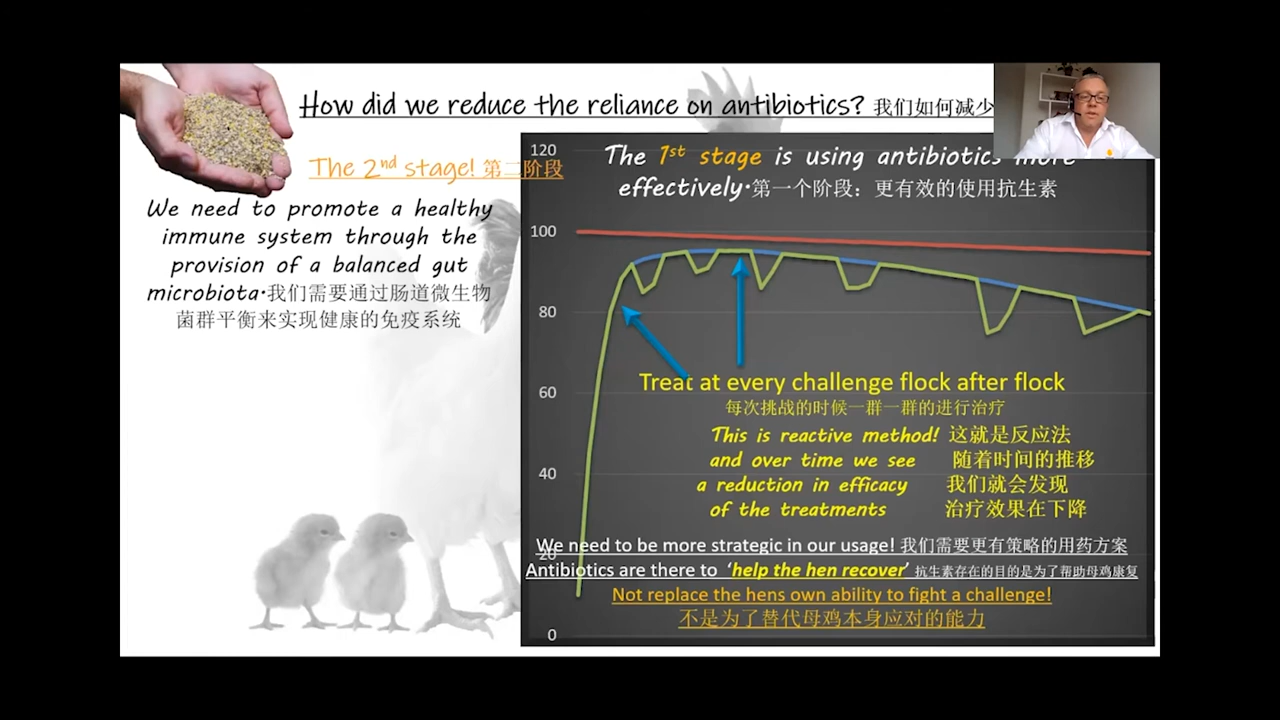 How did we reduce the reliance on antibiotics? 我们如何减少
The 2nd stage! 第二阶段
We need to promote a healthy
immune system through the
provision of a balanced gut
microbiota·我们需要通过肠道微生物
菌群平衡来实现健康的免疫系统
The 1st stage is using antibiotics more
effectively·第一个阶段：更有效的使用抗生素
120
100
80
60
40
20
0
Treat at every challenge flock after flock
每次挑战的时候一群一群的进行治疗
This is reactive method! 这就是反应法
and over time we see 随着时间的推移
a reduction in efficacy 我们就会发现
of the treatments 治疗效果在下降
We need to be more strategic in our usage! 我们需要更有策略的用药方案
Antibiotics are there to ‘help the hen recover’ 抗生素存在的目的是为了帮助母鸡康复
Not replace the hens own ability to fight a challenge!
不是为了替代母鸡本身应对的能力